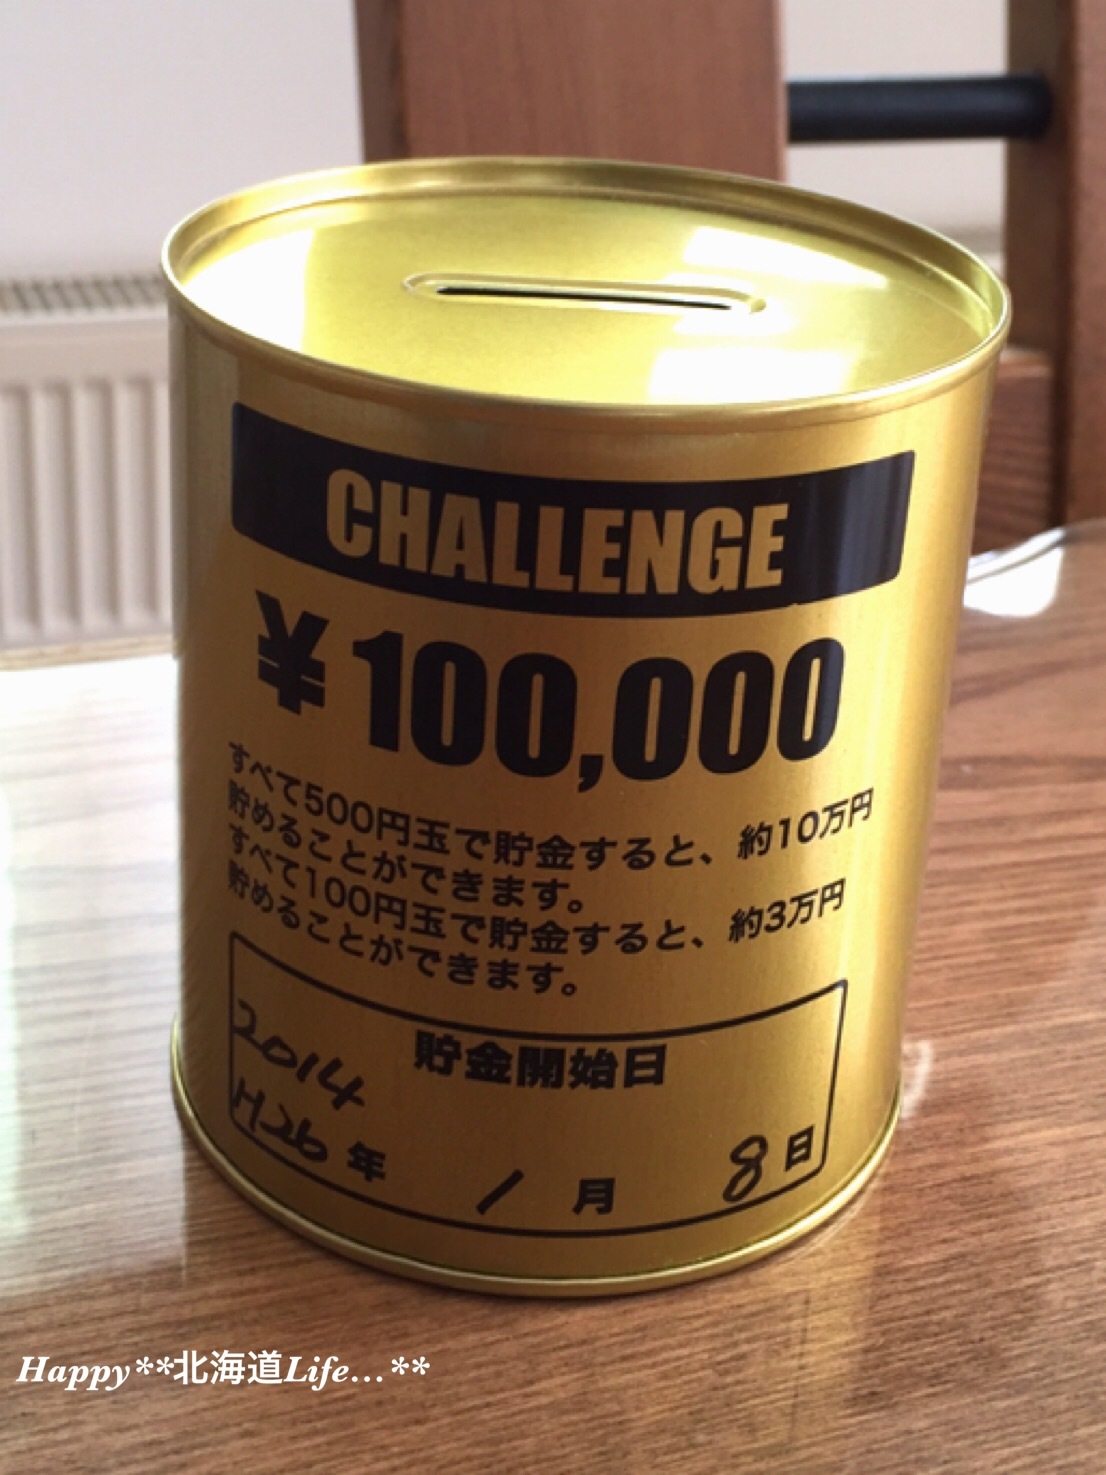 CHALLENGE
¥100,000
すべて500円玉で貯金すると、約10万円
貯めることができます。
すべて100円玉で貯金すると、約3万円
貯めることができます。
貯金開始日
2014
H26年 1月 8日
Happy**北海道Life...**